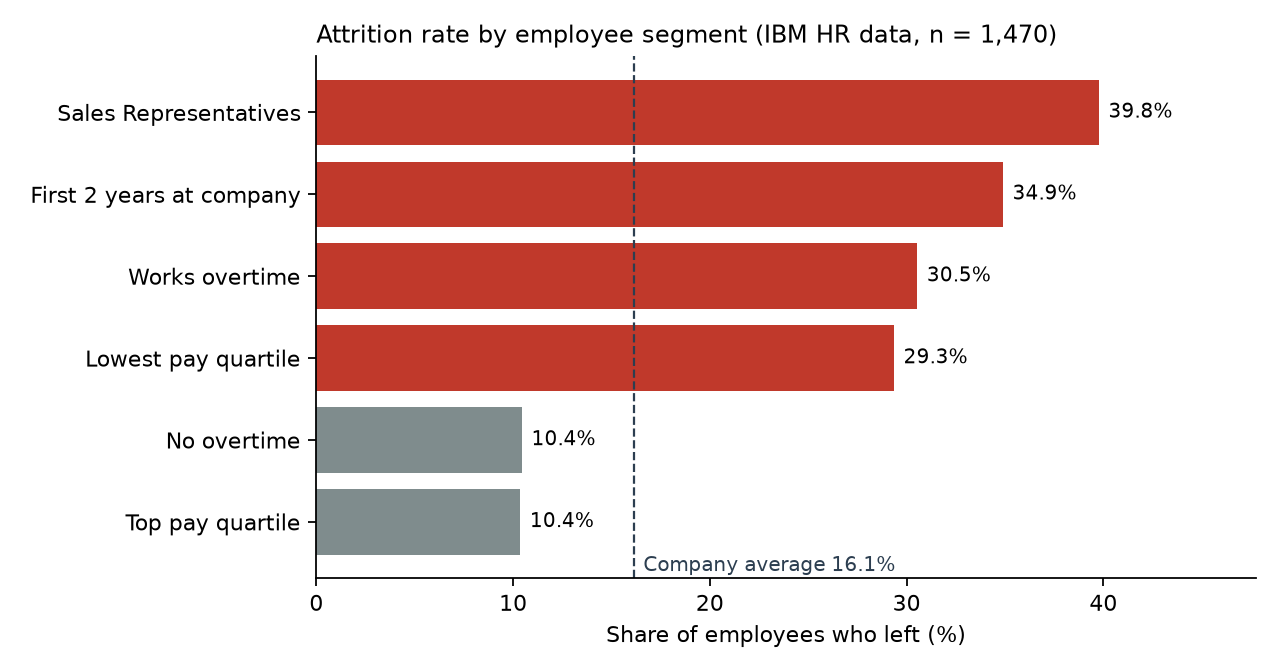 Attrition rate by employee segment (IBM HR data, n = 1,470)
Sales Representatives 39.8%
First 2 years at company 34.9%
Works overtime 30.5%
Lowest pay quartile 29.3%
No overtime 10.4%
Top pay quartile 10.4%
Company average 16.1%
0 10 20 30 40
Share of employees who left (%)